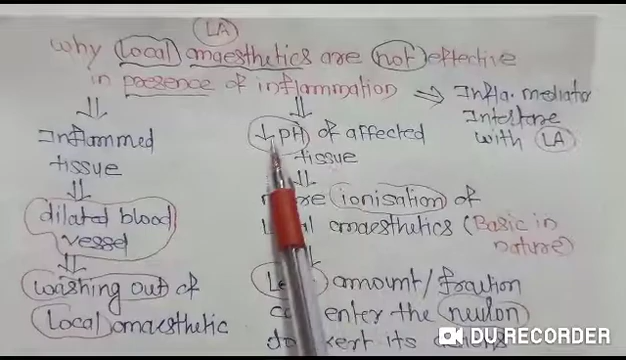 LA
Why Local anaesthetics are not effective
in presence of inflammation → Infla. mediator
Interfere
with LA
Inflammed
tissue
dilated blood
vessel
washing out of
Local anaesthetic
↓ pH of affected
tissue
ionisation of
anaesthetics (Basic in
nature)
amount/fraction
enter the neuron
its
DU RECORDER